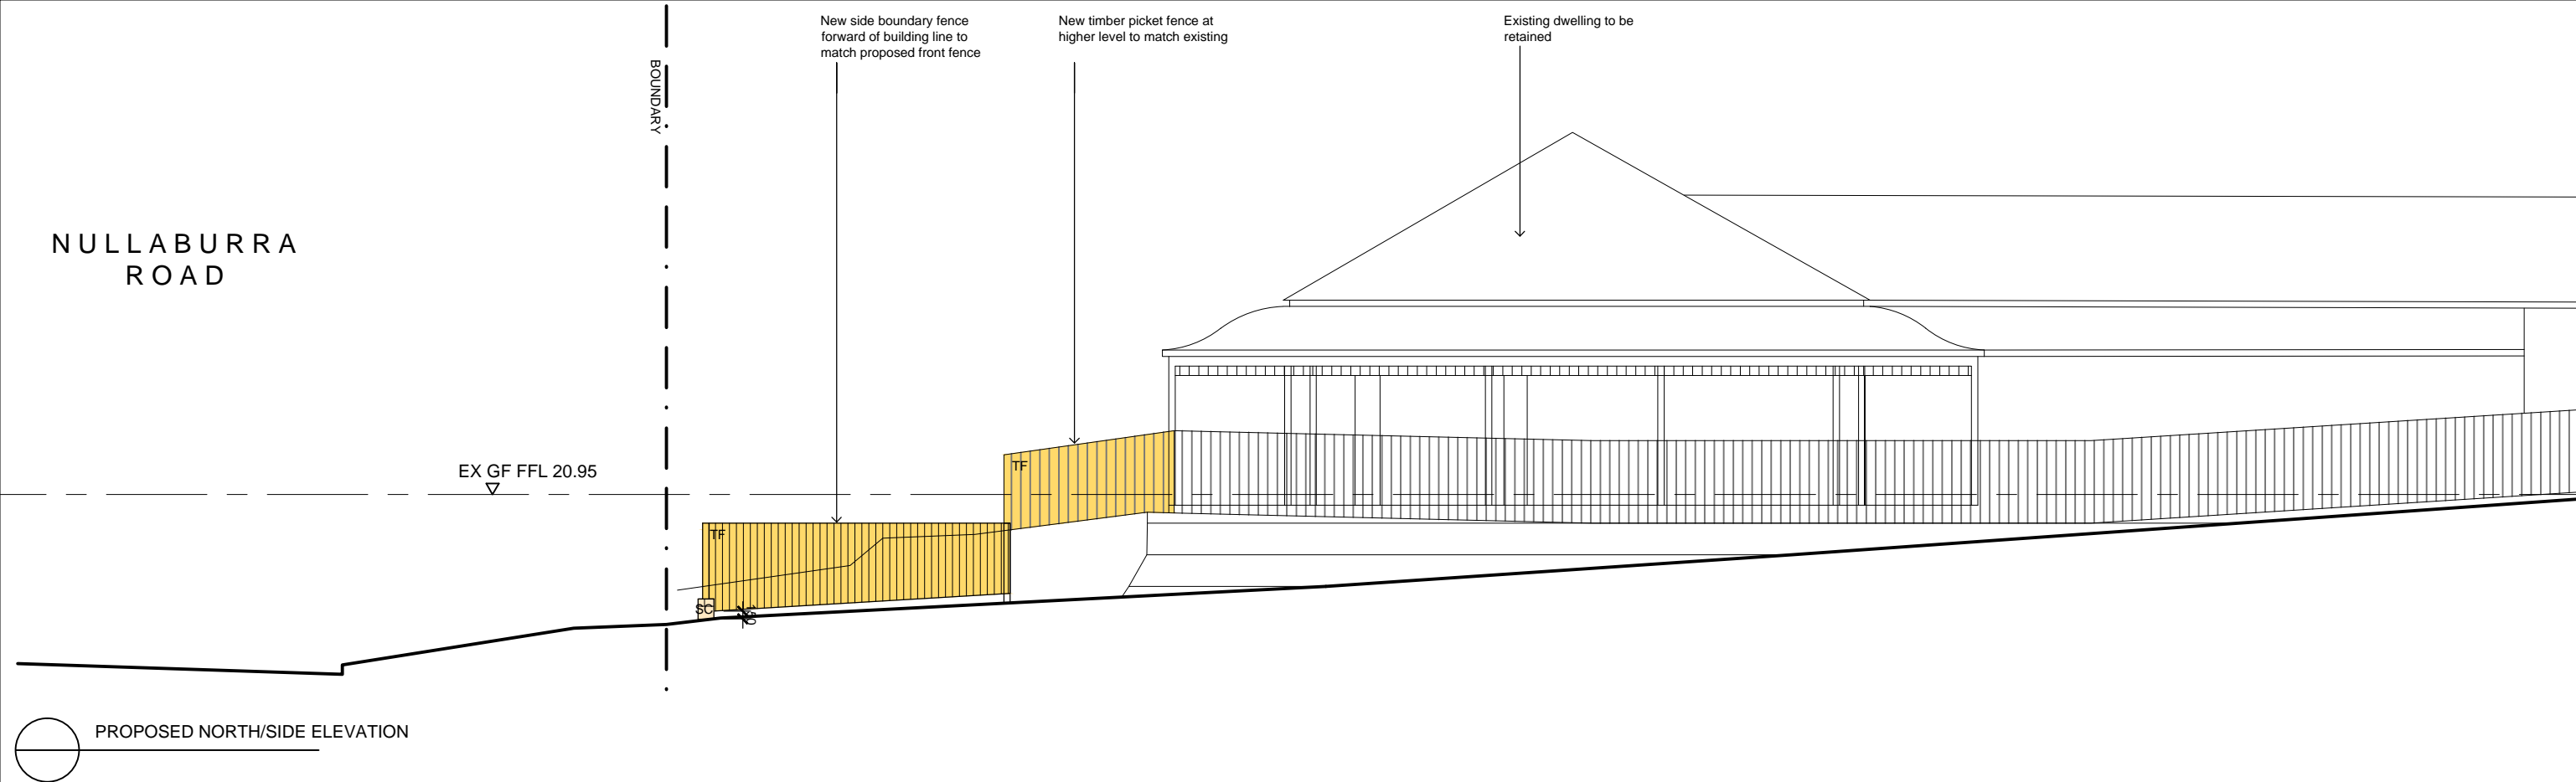 New side boundary fence
forward of building line to
match proposed front fence
New timber picket fence at
higher level to match existing
Existing dwelling to be
retained
BOUNDARY
NULLABURRA
ROAD
EX GF FFL 20.95
TF
TF
SC
PROPOSED NORTH/SIDE ELEVATION